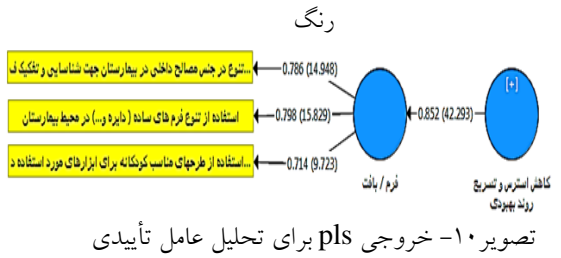 رنگ
...تنوع در جنس مصالح داخلی در بیمارستان جهت شناسایی و تفکیک ف
0.786 (14.948)
[+]
استفاده از تنوع فرم های ساده ( دایره و...) در محیط بیمارستان
0.798 (15.829)
0.852 (42.293)
...استفاده از طرحهای مناسب کودکانه برای ابزارهای مورد استفاده د
0.714 (9.723)
فرم / بافت
کاهش استرس و تسریع
روند بهبودی
تصویر۱۰- خروجی pls برای تحلیل عامل تأییدی